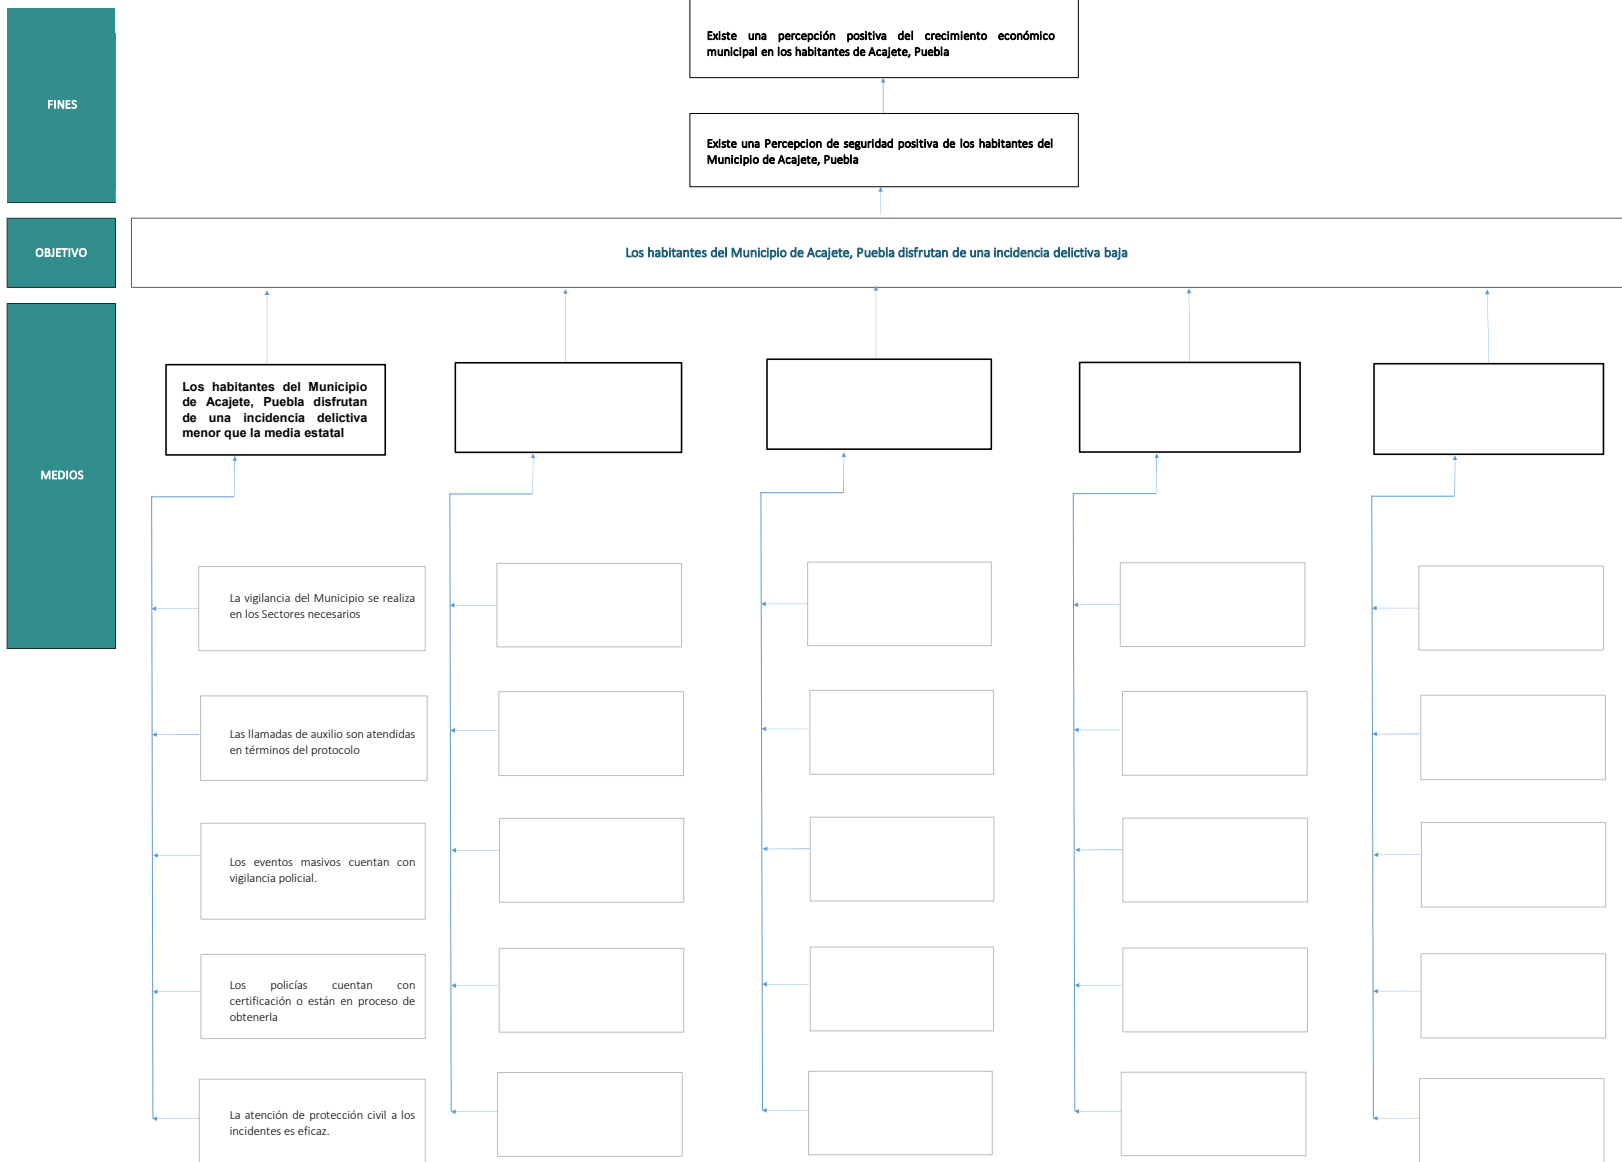 Existe una percepción positiva del crecimiento económico
municipal en los habitantes de Acajete, Puebla
FINES
Existe una Percepcion de seguridad positiva de los habitantes del
Municipio de Acajete, Puebla
OBJETIVO
Los habitantes del Municipio de Acajete, Puebla disfrutan de una incidencia delictiva baja
MEDIOS
Los habitantes del Municipio
de Acajete, Puebla disfrutan
de una incidencia delictiva
menor que la media estatal
La vigilancia del Municipio se realiza
en los Sectores necesarios
Las llamadas de auxilio son atendidas
en términos del protocolo
Los eventos masivos cuentan con
vigilancia policial.
Los policías cuentan con
certificación o están en proceso de
obtenerla
La atención de protección civil a los
incidentes es eficaz.